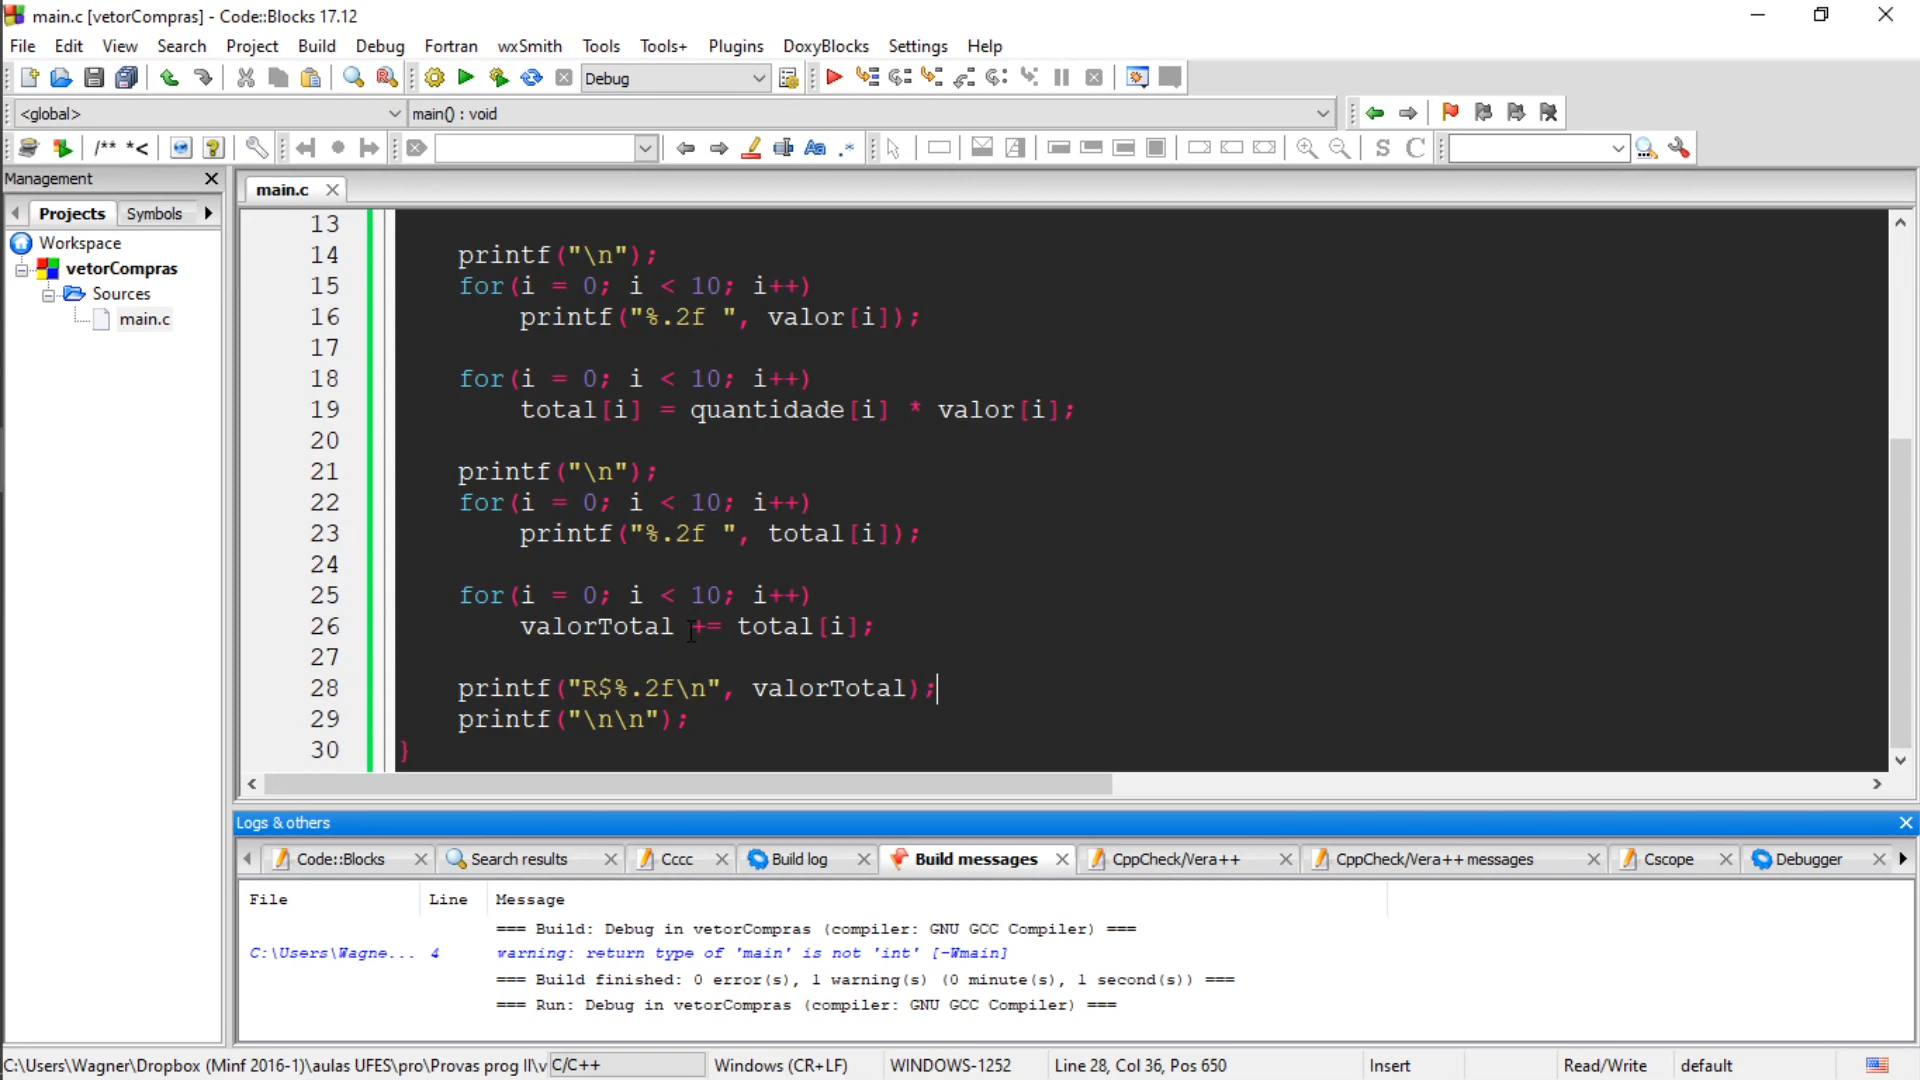 main.c [vetorCompras] - Code::Blocks 17.12
File Edit View Search Project Build Debug Fortran wxSmith Tools Tools+ Plugins DoxyBlocks Settings Help
Debug
<global> main() : void
/** *< Aa .* S C
Management
Projects Symbols
main.c
Workspace
vetorCompras
Sources
main.c
13
14 printf("\n");
15 for(i = 0; i < 10; i++)
16 printf("%.2f ", valor[i]);
17
18 for(i = 0; i < 10; i++)
19 total[i] = quantidade[i] * valor[i];
20
21 printf("\n");
22 for(i = 0; i < 10; i++)
23 printf("%.2f ", total[i]);
24
25 for(i = 0; i < 10; i++)
26 valorTotal += total[i];
27
28 printf("R$%.2f\n", valorTotal);
29 printf("\n\n");
30 }
Logs & others
Code::Blocks Search results Cccc Build log Build messages CppCheck/Vera++ CppCheck/Vera++ messages Cscope Debugger
File Line Message
=== Build: Debug in vetorCompras (compiler: GNU GCC Compiler) ===
C:\Users\Wagne... 4 warning: return type of 'main' is not 'int' [-Wmain]
=== Build finished: 0 error(s), 1 warning(s) (0 minute(s), 1 second(s)) ===
=== Run: Debug in vetorCompras (compiler: GNU GCC Compiler) ===
C:\Users\Wagner\Dropbox (Minf 2016-1)\aulas UFES\pro\Provas prog II\v C/C++ Windows (CR+LF) WINDOWS-1252 Line 28, Col 36, Pos 650 Insert Read/Write default